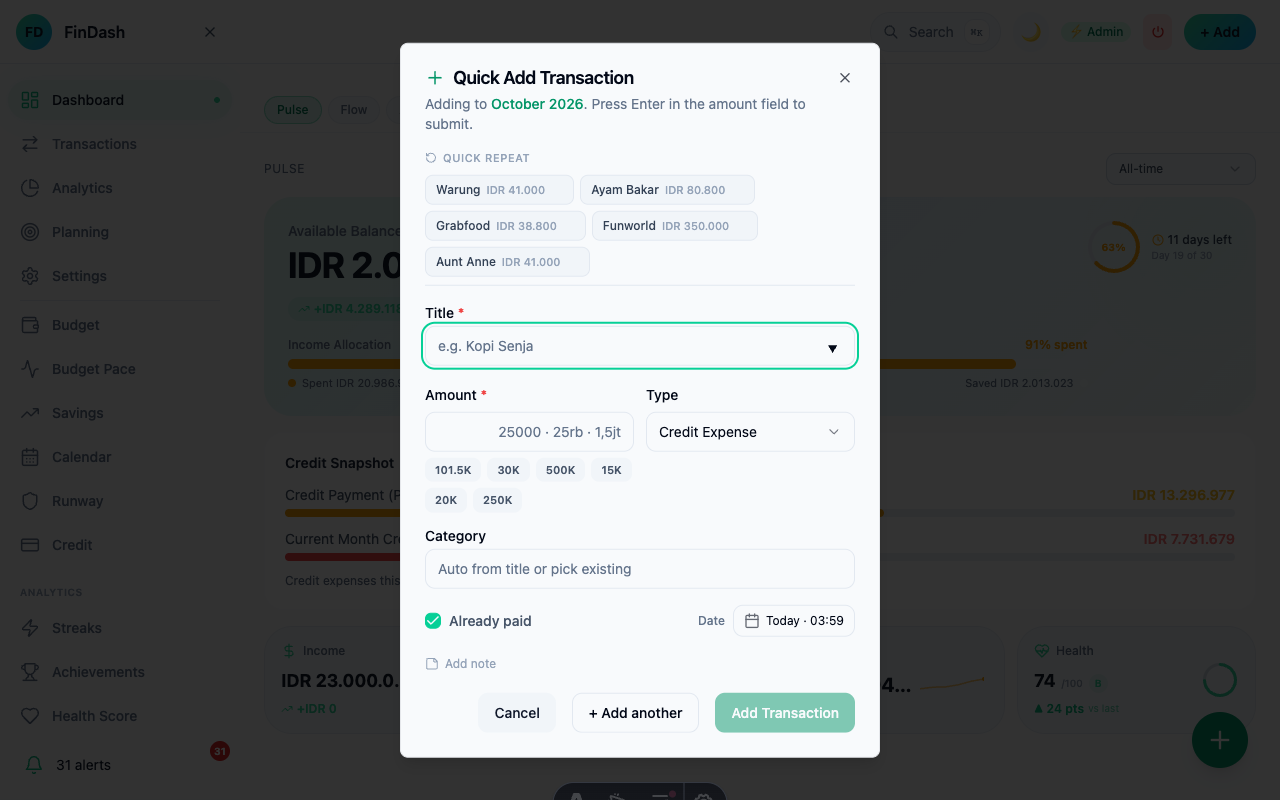 FD FinDash
Search ⌘K
Admin
+ Add
Dashboard
Transactions
Analytics
Planning
Settings
Budget
Budget Pace
Savings
Calendar
Runway
Credit
ANALYTICS
Streaks
Achievements
Health Score
31
31 alerts
Pulse
Flow
PULSE
All-time
Available Balance
IDR 2.0
+IDR 4.289.11
63%
11 days left
Day 19 of 30
Income Allocation
91% spent
Spent IDR 20.986.
Saved IDR 2.013.023
Credit Snapshot
Credit Payment (P
IDR 13.296.977
Current Month Cr
IDR 7.731.679
Credit expenses this
Income
IDR 23.000.0
+IDR 0
4...
Health
74 /100 B
24 pts vs last
Quick Add Transaction
Adding to October 2026. Press Enter in the amount field to
submit.
QUICK REPEAT
Warung IDR 41.000
Ayam Bakar IDR 80.800
Grabfood IDR 38.800
Funworld IDR 350.000
Aunt Anne IDR 41.000
Title *
e.g. Kopi Senja
Amount *
Type
25000 · 25rb · 1,5jt
Credit Expense
101.5K 30K 500K 15K
20K 250K
Category
Auto from title or pick existing
Already paid
Date
Today · 03:59
Add note
Cancel
+ Add another
Add Transaction